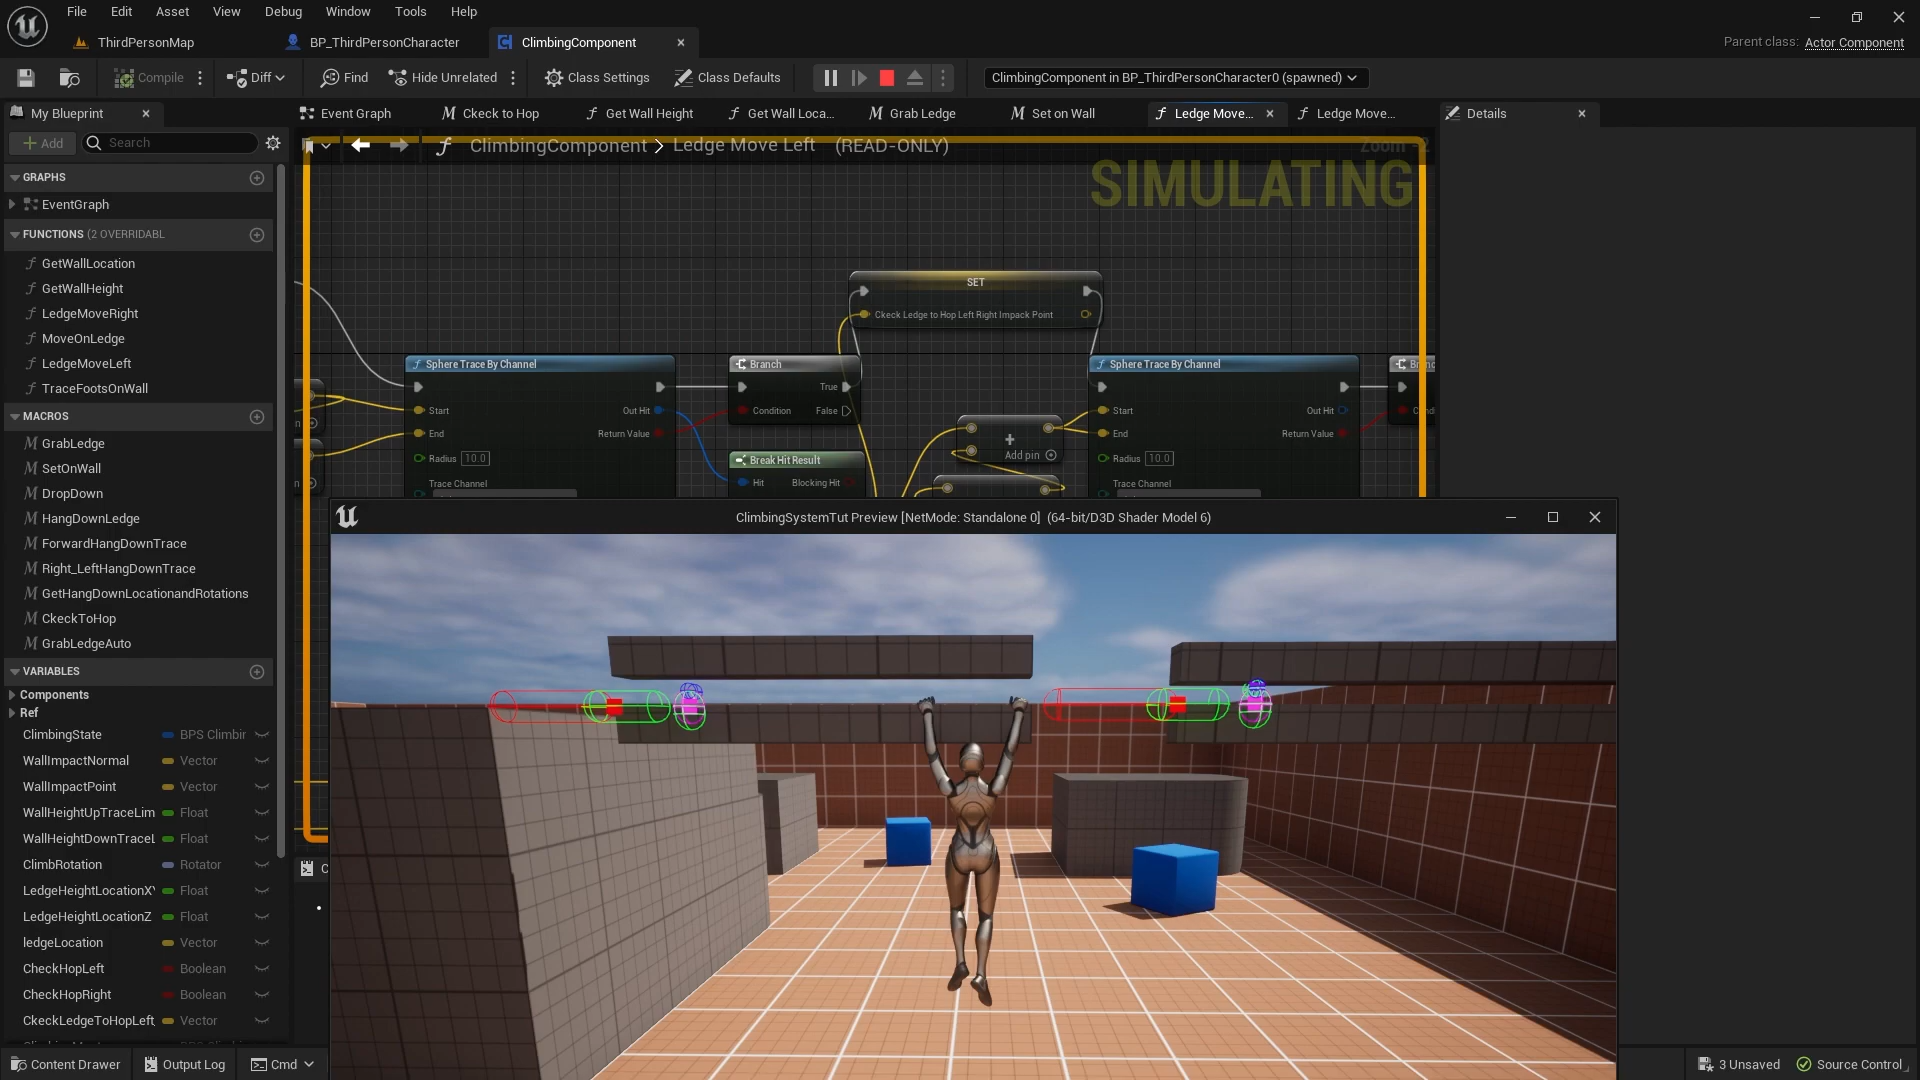 File Edit Asset View Debug Window Tools Help
ThirdPersonMap BP_ThirdPersonCharacter ClimbingComponent
Parent class: Actor Component
Compile Diff Find Hide Unrelated Class Settings Class Defaults ClimbingComponent in BP_ThirdPersonCharacter0 (spawned)
My Blueprint Event Graph Ckeck to Hop Get Wall Height Get Wall Loca... Grab Ledge Set on Wall Ledge Move... Ledge Move... Details
Add Search
ClimbingComponent > Ledge Move Left (READ-ONLY)
SIMULATING
GRAPHS
EventGraph
FUNCTIONS (2 OVERRIDABL
GetWallLocation
GetWallHeight
LedgeMoveRight
MoveOnLedge
LedgeMoveLeft
TraceFootsOnWall
MACROS
GrabLedge
SetOnWall
DropDown
HangDownLedge
ForwardHangDownTrace
Right_LeftHangDownTrace
GetHangDownLocationandRotations
CkeckToHop
GrabLedgeAuto
VARIABLES
Components
Ref
ClimbingState BPS Climbir
WallImpactNormal Vector
WallImpactPoint Vector
WallHeightUpTraceLim Float
WallHeightDownTraceL Float
ClimbRotation Rotator
LedgeHeightLocationXY Float
LedgeHeightLocationZ Float
ledgeLocation Vector
CheckHopLeft Boolean
CheckHopRight Boolean
CkeckLedgeToHopLeft_ Vector
SET
Ckeck Ledge to Hop Left Right Impack Point
Sphere Trace By Channel
Start Out Hit
End Return Value
Radius 10.0
Trace Channel
Branch
True
Condition False
Break Hit Result
Hit Blocking Hit
Add pin
Sphere Trace By Channel
Start Out Hit
End Return Value
Radius 10.0
Trace Channel
ClimbingSystemTut Preview [NetMode: Standalone 0] (64-bit/D3D Shader Model 6)
Content Drawer Output Log Cmd 3 Unsaved Source Control